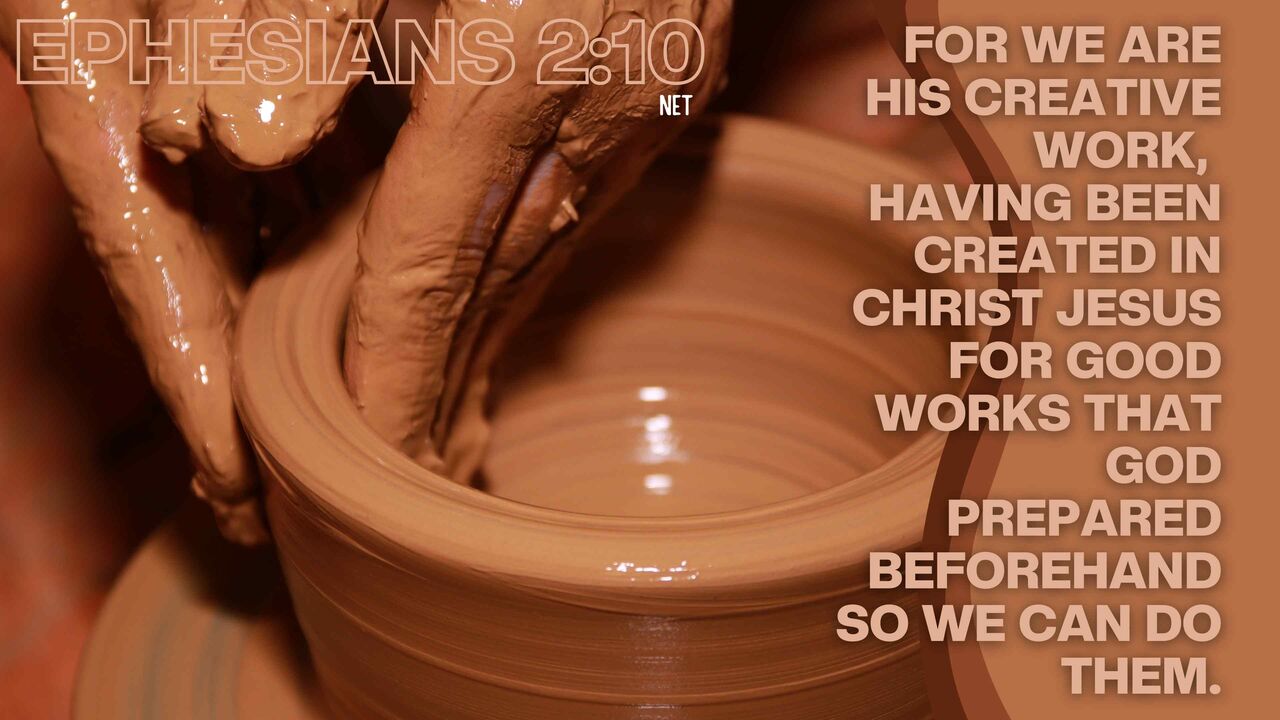 EPHESIANS 2:10
NET
FOR WE ARE
HIS CREATIVE
WORK,
HAVING BEEN
CREATED IN
CHRIST JESUS
FOR GOOD
WORKS THAT
GOD
PREPARED
BEFOREHAND
SO WE CAN DO
THEM.